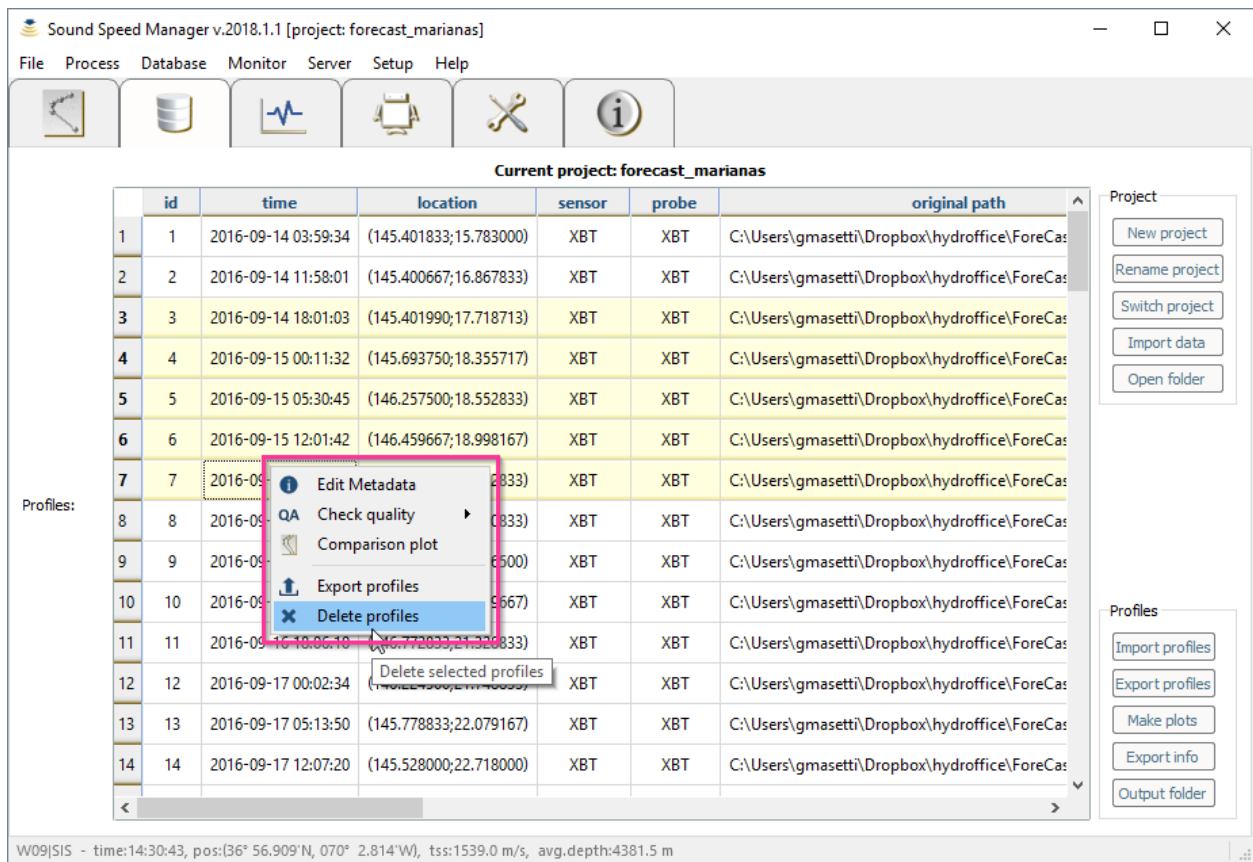 Sound Speed Manager v.2018.1.1 [project: forecast_marianas]
File Process Database Monitor Server Setup Help
Current project: forecast_marianas
id time location sensor probe original path
1 1 2016-09-14 03:59:34 (145.401833;15.783000) XBT XBT C:\Users\gmasetti\Dropbox\hydroffice\ForeCas
2 2 2016-09-14 11:58:01 (145.400667;16.867833) XBT XBT C:\Users\gmasetti\Dropbox\hydroffice\ForeCas
3 3 2016-09-14 18:01:03 (145.401990;17.718713) XBT XBT C:\Users\gmasetti\Dropbox\hydroffice\ForeCas
4 4 2016-09-15 00:11:32 (145.693750;18.355717) XBT XBT C:\Users\gmasetti\Dropbox\hydroffice\ForeCas
5 5 2016-09-15 05:30:45 (146.257500;18.552833) XBT XBT C:\Users\gmasetti\Dropbox\hydroffice\ForeCas
6 6 2016-09-15 12:01:42 (146.459667;18.998167) XBT XBT C:\Users\gmasetti\Dropbox\hydroffice\ForeCas
7 7 2016-09- 2833) XBT XBT C:\Users\gmasetti\Dropbox\hydroffice\ForeCas
8 8 2016-09- 0833) XBT XBT C:\Users\gmasetti\Dropbox\hydroffice\ForeCas
9 9 2016-09- 6500) XBT XBT C:\Users\gmasetti\Dropbox\hydroffice\ForeCas
10 10 2016-09- 9667) XBT XBT C:\Users\gmasetti\Dropbox\hydroffice\ForeCas
11 11 XBT XBT C:\Users\gmasetti\Dropbox\hydroffice\ForeCas
12 12 2016-09-17 00:02:34 XBT XBT C:\Users\gmasetti\Dropbox\hydroffice\ForeCas
13 13 2016-09-17 05:13:50 (145.778833;22.079167) XBT XBT C:\Users\gmasetti\Dropbox\hydroffice\ForeCas
14 14 2016-09-17 12:07:20 (145.528000;22.718000) XBT XBT C:\Users\gmasetti\Dropbox\hydroffice\ForeCas
Profiles:
Edit Metadata
QA Check quality
Comparison plot
Export profiles
Delete profiles
Delete selected profiles
Project
New project
Rename project
Switch project
Import data
Open folder
Profiles
Import profiles
Export profiles
Make plots
Export info
Output folder
W09|SIS - time:14:30:43, pos:(36° 56.909'N, 070° 2.814'W), tss:1539.0 m/s, avg.depth:4381.5 m